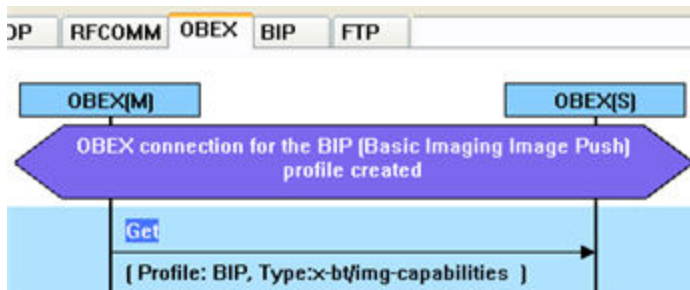 RFCOMM OBEX BIP FTP
OBEX(M) OBEX(S)
OBEX connection for the BIP (Basic Imaging Image Push)
profile created
Get
( Profile: BIP, Type:x-bt/img-capabilities )